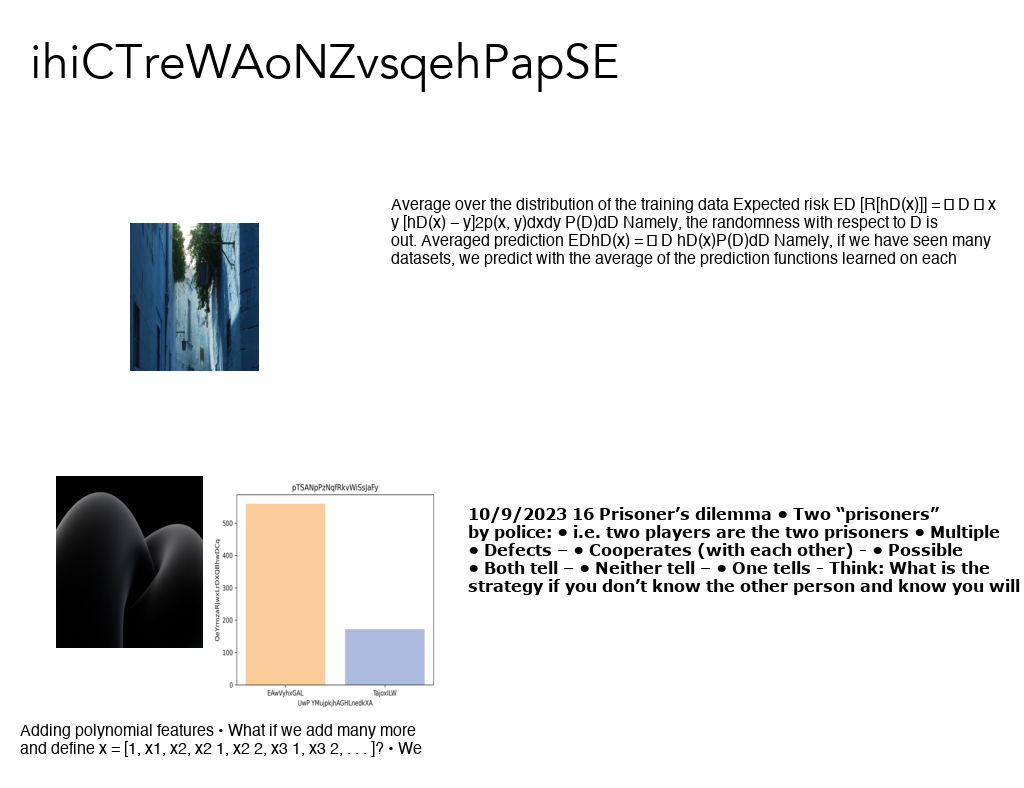 ihiCTreWAoNZvsqehPapSE
Average over the distribution of the training data Expected risk ED [R[hD(x)]] = □ D □ x
y [hD(x) – y]2p(x, y)dxdy P(D)dD Namely, the randomness with respect to D is
out. Averaged prediction EDhD(x) = □ D hD(x)P(D)dD Namely, if we have seen many
datasets, we predict with the average of the prediction functions learned on each
pTSANpPzNqfRkvWiSsJaFy
OeYrmzaRJwxLrDXQBhwDCq
500
400
300
200
100
0
EAwVyhxGAL
TajoxILW
UwP YMujpkjhAGHLnedkXA
10/9/2023 16 Prisoner’s dilemma • Two “prisoners”
by police: • i.e. two players are the two prisoners • Multiple
• Defects – • Cooperates (with each other) - • Possible
• Both tell – • Neither tell – • One tells - Think: What is the
strategy if you don’t know the other person and know you will
Adding polynomial features • What if we add many more
and define x = [1, x1, x2, x2 1, x2 2, x3 1, x3 2, . . . ]? • We